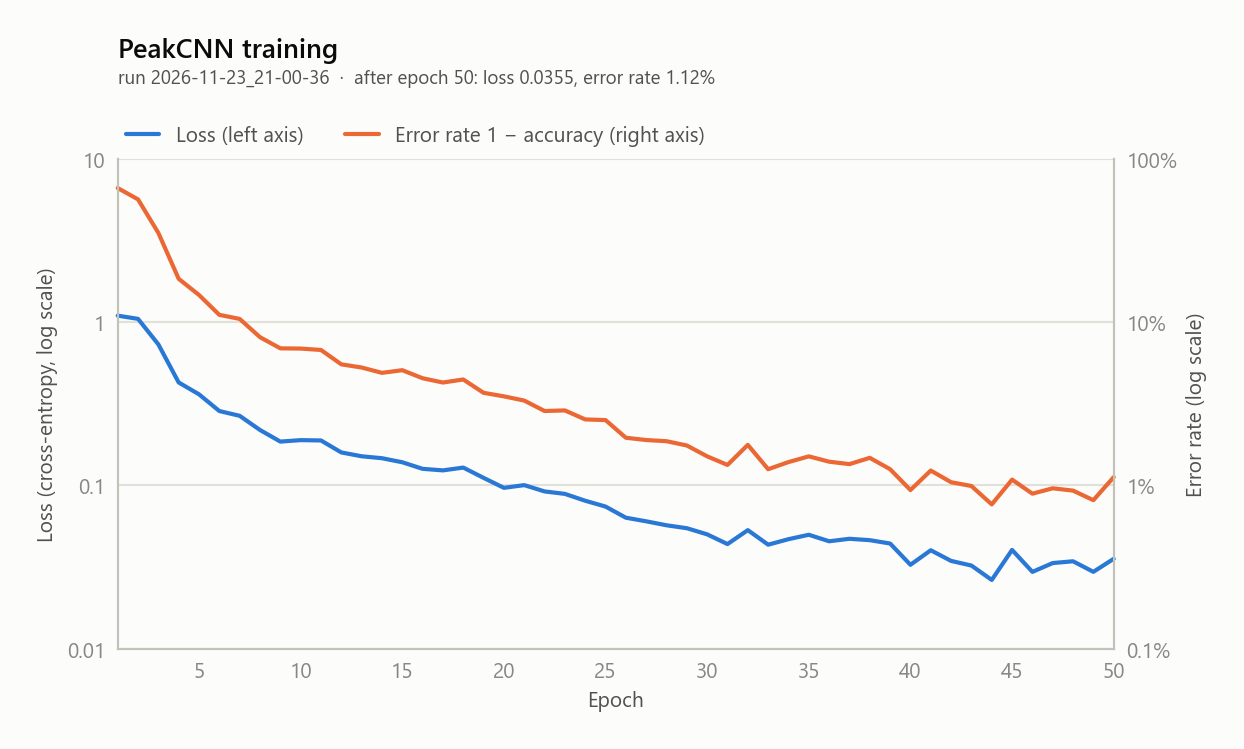 PeakCNN training
run 2026-11-23_21-00-36 · after epoch 50: loss 0.0355, error rate 1.12%
Loss (left axis)
Error rate 1 − accuracy (right axis)
10
1
0.1
0.01
Loss (cross-entropy, log scale)
100%
10%
1%
0.1%
Error rate (log scale)
5 10 15 20 25 30 35 40 45 50
Epoch